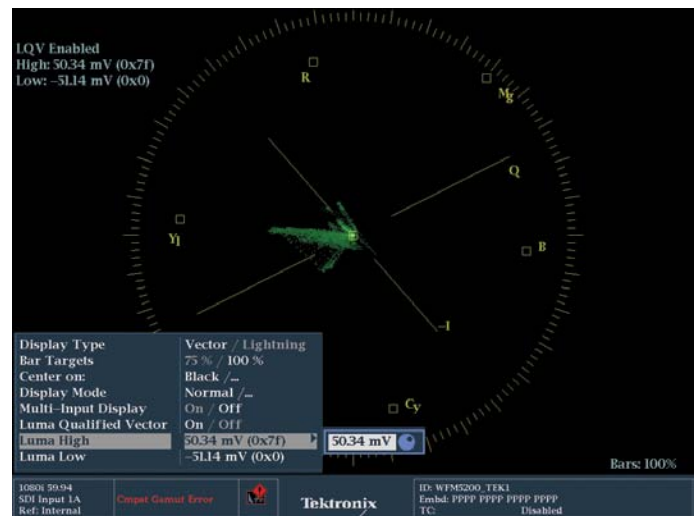 LQV Enabled
High: 50.34 mV (0x7f)
Low: –51.14 mV (0x0)
R
Mg
Q
Yl
B
–I
Cy
Display Type Vector / Lightning
Bar Targets 75 % / 100 %
Center on: Black /...
Display Mode Normal /...
Multi–Input Display On / Off
Luma Qualified Vector On / Off
Luma High 50.34 mV (0x7f) 50.34 mV
Luma Low –51.14 mV (0x0)
Bars: 100%
1080i 59.94
SDI Input 1A
Ref: Internal
Cmpst Gamut Error
Tektronix
ID: WFM5200_TEK1
Embd: PPPP PPPP PPPP PPPP
TC: Disabled